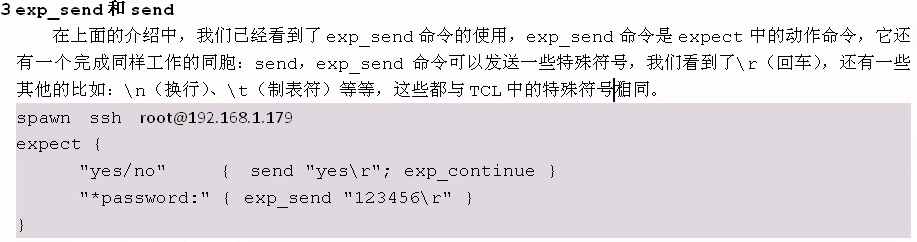 3 exp_send 和 send
在上面的介绍中，我们已经看到了 exp_send 命令的使用，exp_send 命令是 expect 中的动作命令，它还
有一个完成同样工作的同胞：send，exp_send 命令可以发送一些特殊符号，我们看到了\r（回车），还有一些
其他的比如：\n（换行）、\t（制表符）等等，这些都与 TCL 中的特殊符号相同。
spawn ssh root@192.168.1.179
expect {
"yes/no" { send "yes\r"; exp_continue }
"*password:" { exp_send "123456\r" }
}